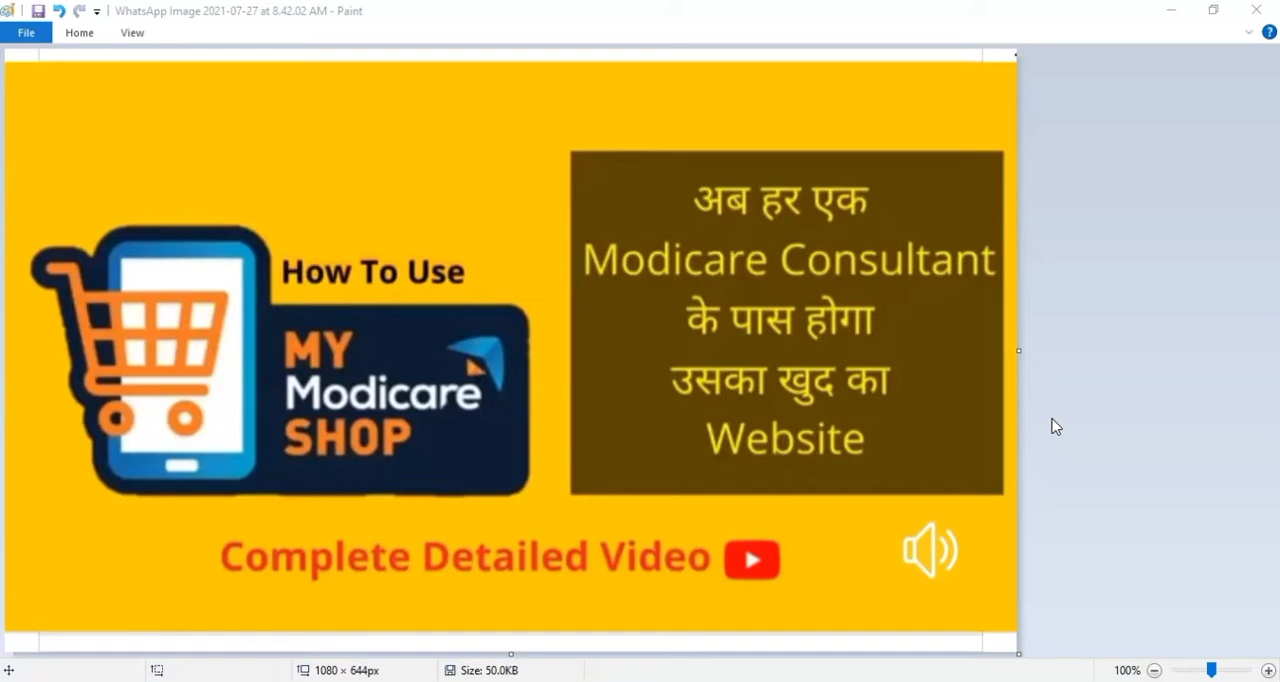 WhatsApp Image 2021-07-27 at 8.42.02 AM - Paint
File Home View
अब हर एक
Modicare Consultant
के पास होगा
उसका खुद का
Website
How To Use
MY
Modicare
SHOP
Complete Detailed Video
1080 × 644px
Size: 50.0KB
100%